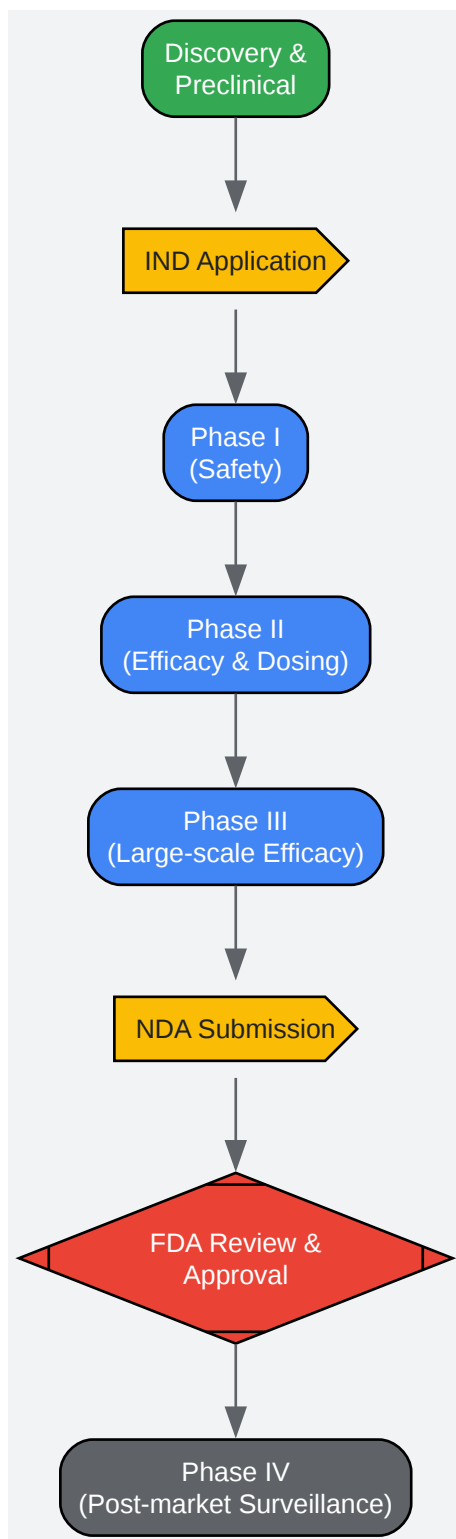 Discovery &
Preclinical
IND Application
Phase I
(Safety)
Phase II
(Efficacy & Dosing)
Phase III
(Large-scale Efficacy)
NDA Submission
FDA Review &
Approval
Phase IV
(Post-market Surveillance)